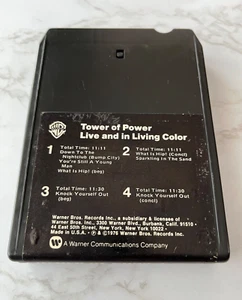 WB
Tower of Power
Live and in Living Color
1 Total Time: 11:11
Down To The
Nightclub (Bump City)
You're Still A Young
Man
What Is Hip? (beg)
2 Total Time: 11:11
What Is Hip? (Concl)
Sparkling In The Sand
3 Total Time: 11:30
Knock Yourself Out
(beg)
4 Total Time: 11:30
Knock Yourself Out
(concl)
Warner Bros. Records Inc., a subsidiary & licensee of
Warner Bros. Inc., 3300 Warner Blvd., Burbank, Calif. 91510 •
44 East 50th Street, New York, New York 10022 •
Made in U.S.A. ℗ © 1976 Warner Bros. Records Inc.
A Warner Communications Company